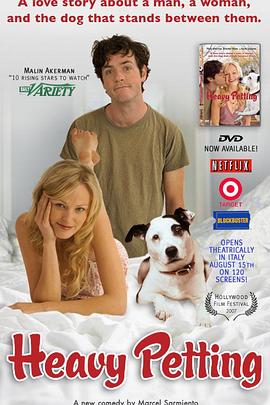 A love story about a man, a woman,
and the dog that stands between them.
MALIN AKERMAN
"10 RISING STARS TO WATCH"
DAILY VARIETY
Heavy Petting
DVD
NOW AVAILABLE!
NETFLIX
TARGET
BLOCKBUSTER
OPENS
THEATRICALLY
IN ITALY
AUGUST 15TH
ON 120
SCREENS!
HOLLYWOOD
FILM FESTIVAL
2007
Heavy Petting
A new comedy by Marcel Sarmiento